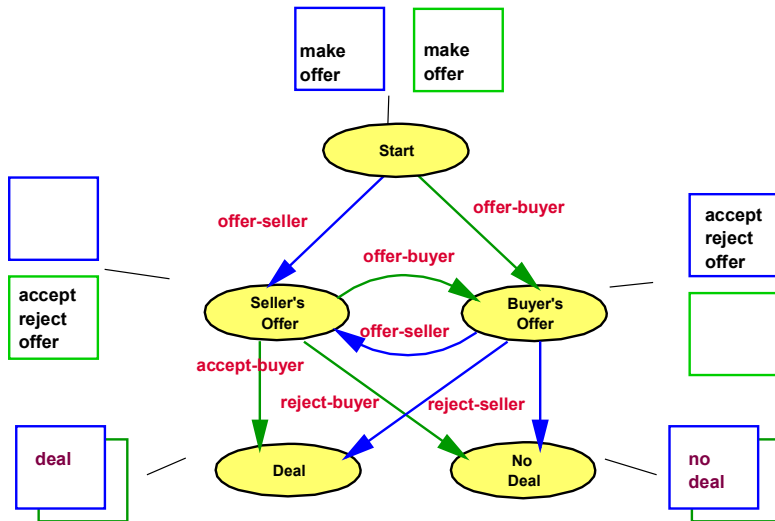 make
offer
make
offer
Start
offer-seller
offer-buyer
accept
reject
offer
offer-buyer
accept
reject
offer
Seller's
Offer
Buyer's
Offer
offer-seller
accept-buyer
reject-buyer
reject-seller
deal
Deal
No
Deal
no
deal